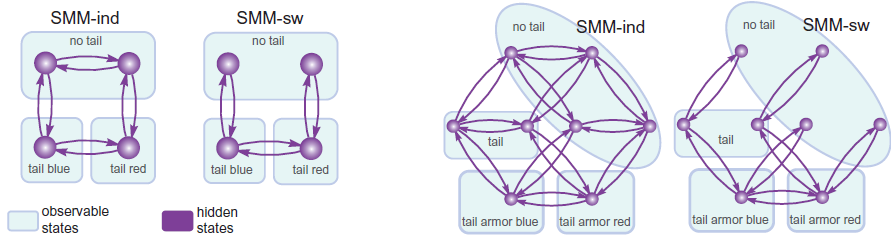 SMM-ind
SMM-sw
no tail
no tail
tail blue
tail red
tail blue
tail red
observable
states
hidden
states
SMM-ind
SMM-sw
no tail
no tail
tail
tail
tail armor blue
tail armor red
tail armor blue
tail armor red